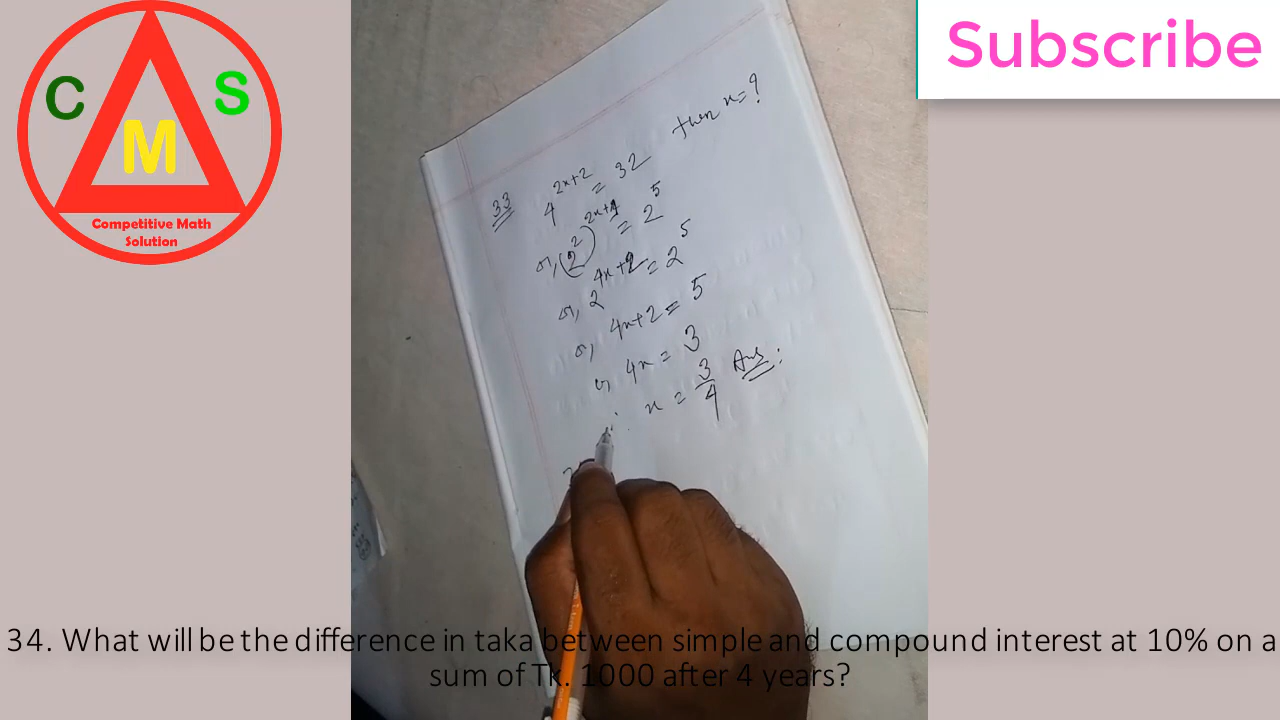 C M S
Competitive Math
Solution
Subscribe
33 4^{2x+2} = 32 then x = ?
or, (2^2)^{2x+1} = 2^5
or, 2^{4x+2} = 2^5
or, 4x+2 = 5
or 4x = 3
∴ x = 3/4 Ans:
34. What will be the difference in taka between simple and compound interest at 10% on a
sum of Tk. 1000 after 4 years?